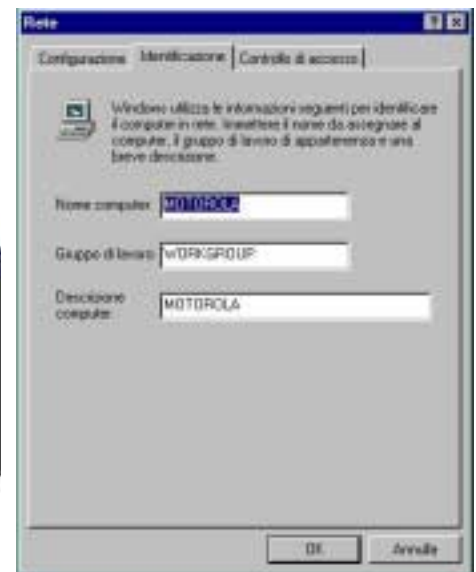 Rete
Configurazione Identificazione Controllo di accesso
Windows utilizza le informazioni seguenti per identificare
il computer in rete. Immettere il nome da assegnare al
computer, il gruppo di lavoro di appartenenza e una
breve descrizione.
Nome computer: MOTOROLA
Gruppo di lavoro: WORKGROUP
Descrizione
computer: MOTOROLA
OK Annulla